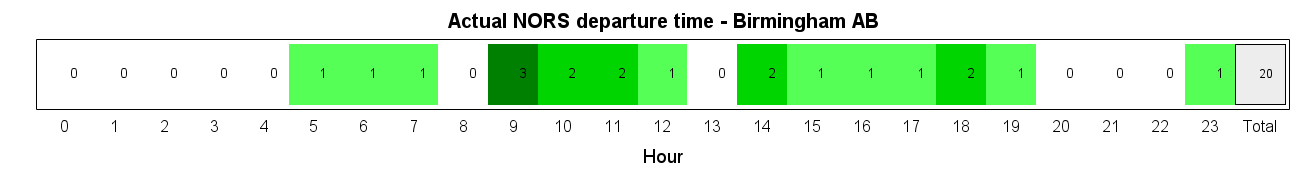 Actual NORS departure time - Birmingham AB
0 0 0 0 0 1 1 1 0 3 2 2 1 0 2 1 1 1 2 1 0 0 0 1 20
0 1 2 3 4 5 6 7 8 9 10 11 12 13 14 15 16 17 18 19 20 21 22 23 Total
Hour